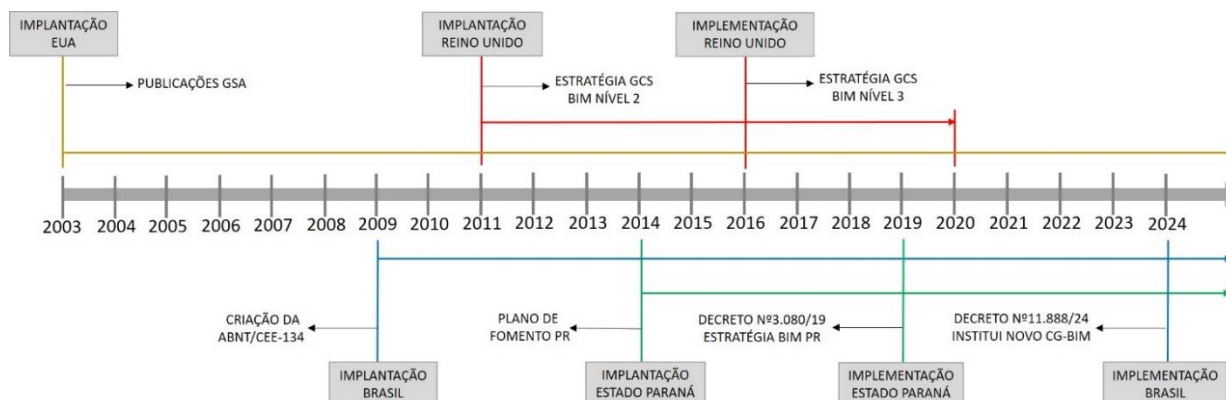 IMPLANTAÇÃO
EUA
IMPLANTAÇÃO
REINO UNIDO
IMPLEMENTAÇÃO
REINO UNIDO
PUBLICAÇÕES GSA
ESTRATÉGIA GCS
BIM NÍVEL 2
ESTRATÉGIA GCS
BIM NÍVEL 3
2003 2004 2005 2006 2007 2008 2009 2010 2011 2012 2013 2014 2015 2016 2017 2018 2019 2020 2021 2022 2023 2024
CRIAÇÃO DA
ABNT/CEE-134
PLANO DE
FOMENTO PR
DECRETO Nº3.080/19
ESTRATÉGIA BIM PR
DECRETO Nº11.888/24
INSTITUI NOVO CG-BIM
IMPLANTAÇÃO
BRASIL
IMPLANTAÇÃO
ESTADO PARANÁ
IMPLEMENTAÇÃO
ESTADO PARANÁ
IMPLEMENTAÇÃO
BRASIL